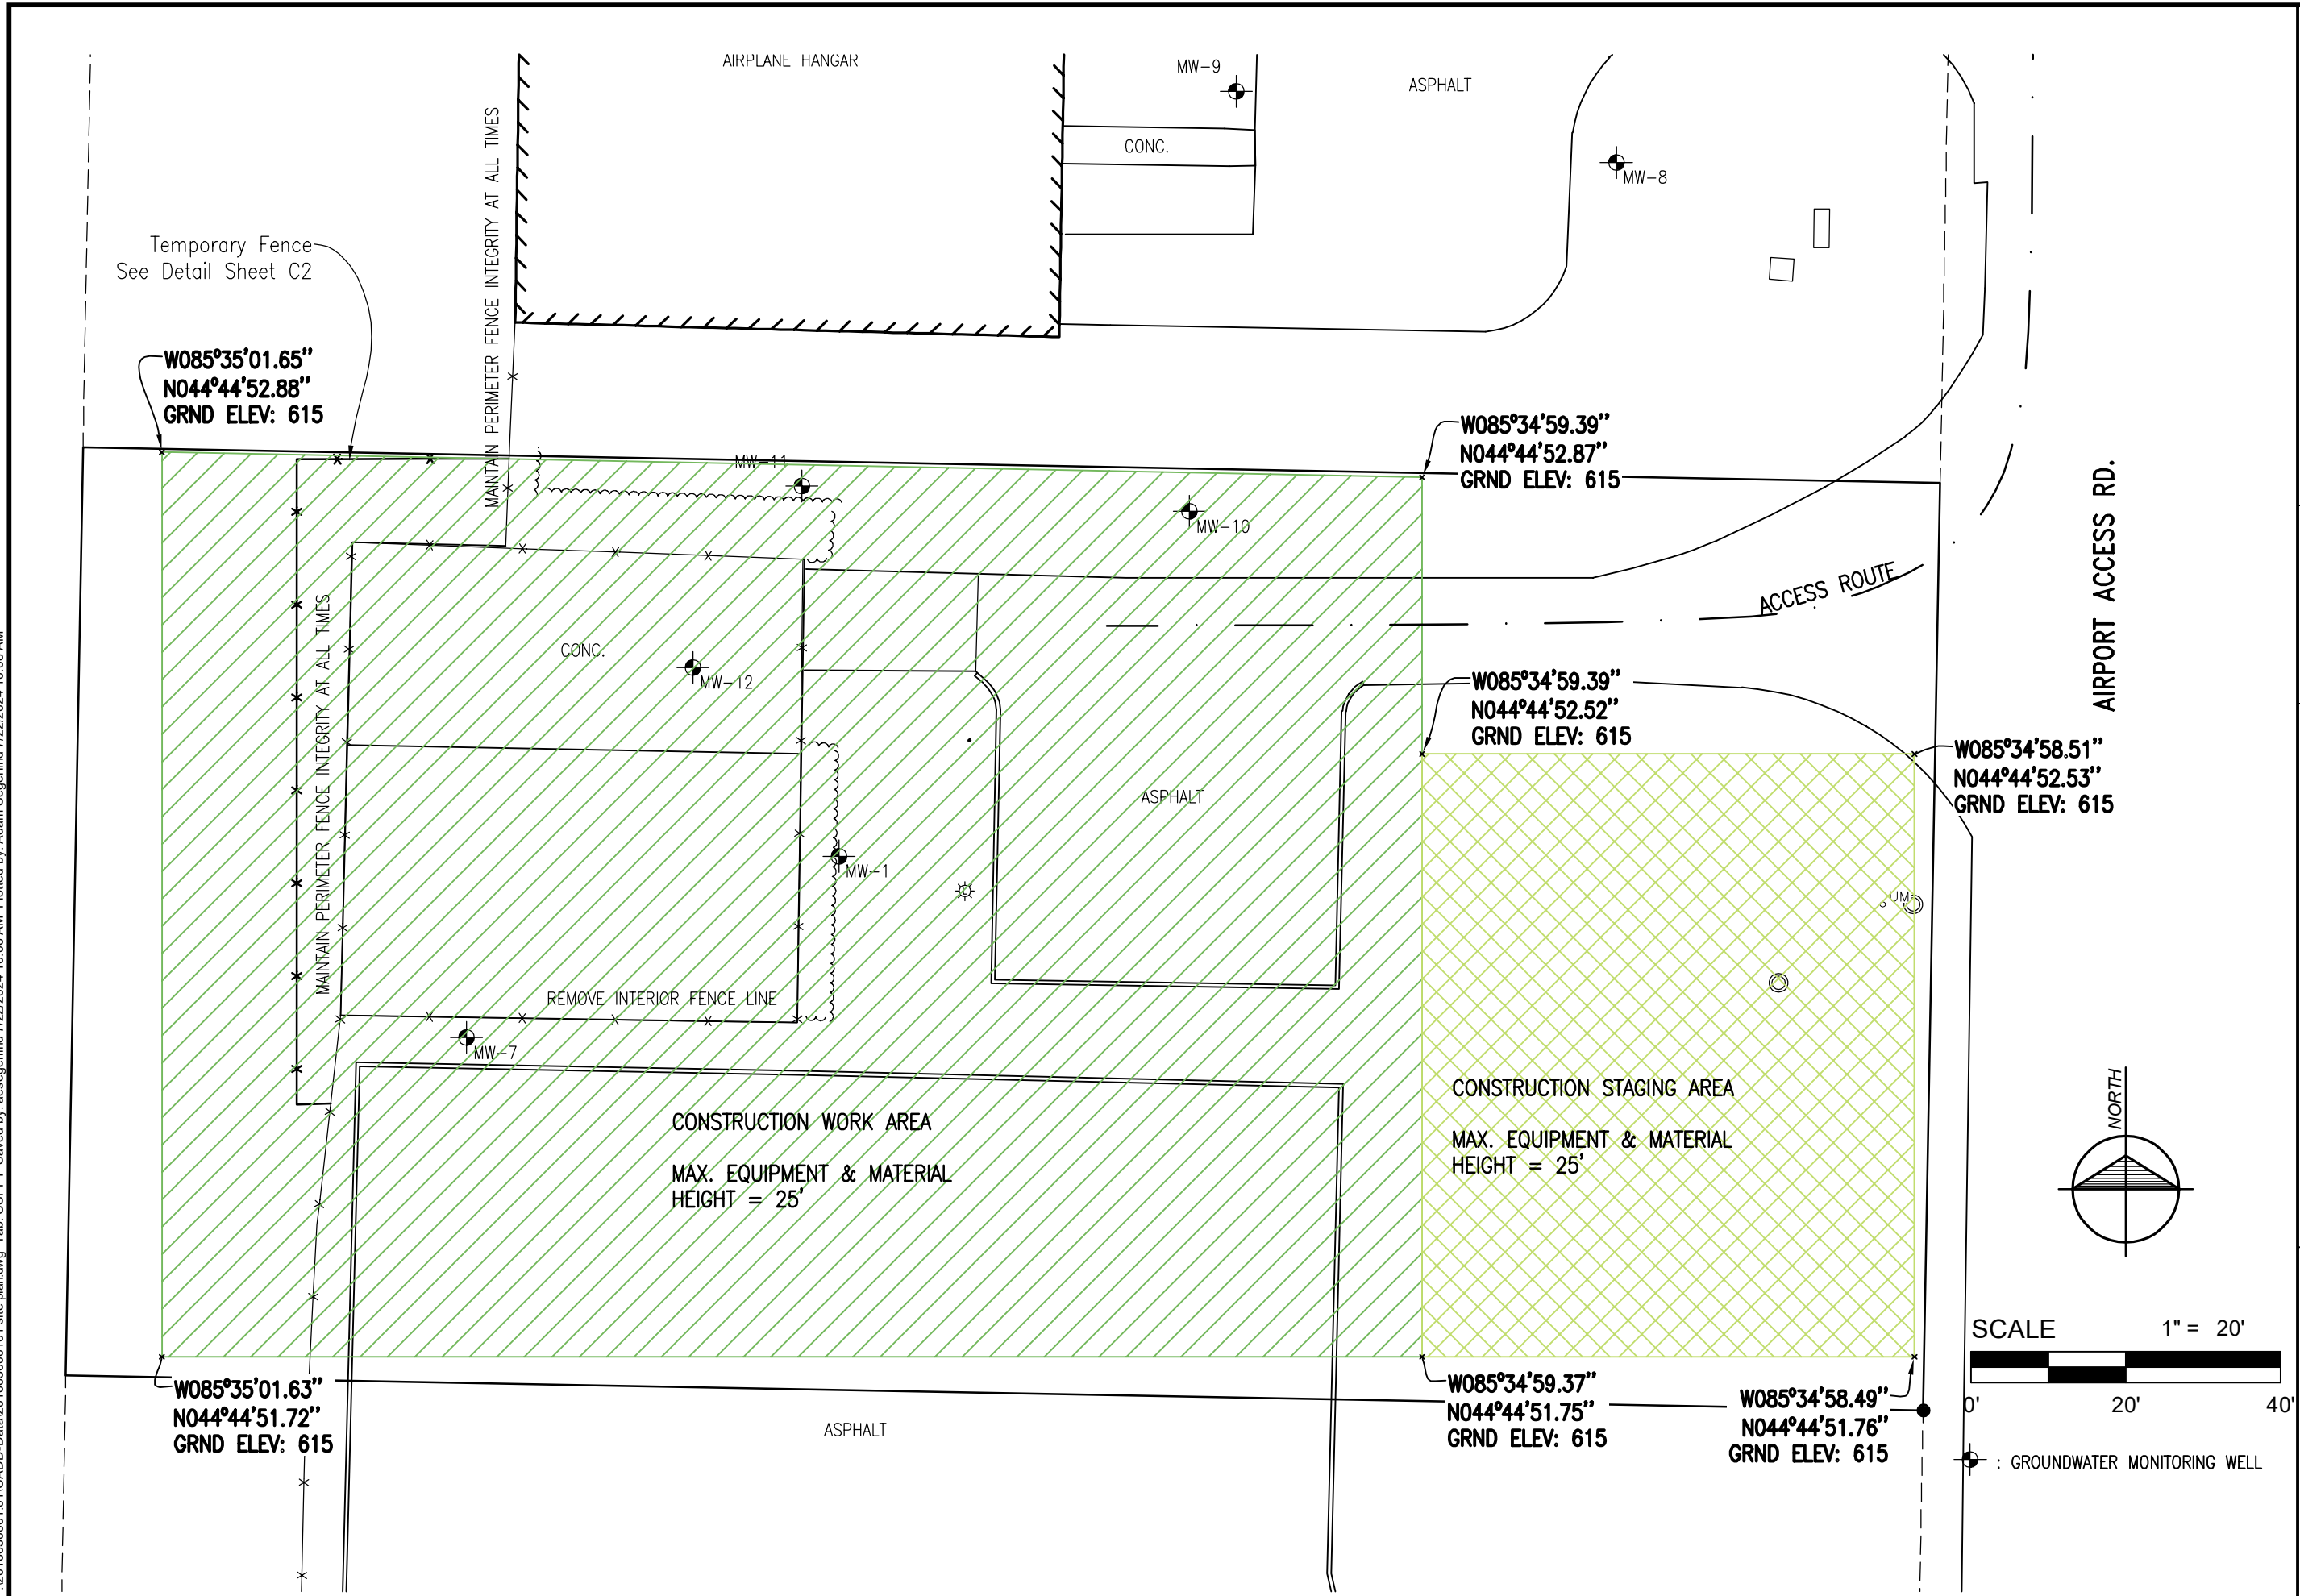 AIRPLANE HANGAR
MW-9
ASPHALT
CONC.
MW-8
MAINTAIN PERIMETER FENCE INTEGRITY AT ALL TIMES
Temporary Fence
See Detail Sheet C2
W085°35'01.65"
N044°44'52.88"
GRND ELEV: 615
W085°34'59.39"
N044°44'52.87"
GRND ELEV: 615
MW-11
MW-10
AIRPORT ACCESS RD.
ACCESS ROUTE
MAINTAIN PERIMETER FENCE INTEGRITY AT ALL TIMES
CONC.
MW-12
W085°34'59.39"
N044°44'52.52"
GRND ELEV: 615
W085°34'58.51"
N044°44'52.53"
GRND ELEV: 615
ASPHALT
MW-1
REMOVE INTERIOR FENCE LINE
MW-7
CONSTRUCTION WORK AREA
MAX. EQUIPMENT & MATERIAL
HEIGHT = 25'
CONSTRUCTION STAGING AREA
MAX. EQUIPMENT & MATERIAL
HEIGHT = 25'
NORTH
SCALE 1" = 20'
0' 20' 40'
W085°35'01.63"
N044°44'51.72"
GRND ELEV: 615
W085°34'59.37"
N044°44'51.75"
GRND ELEV: 615
W085°34'58.49"
N044°44'51.76"
GRND ELEV: 615
ASPHALT
: GROUNDWATER MONITORING WELL